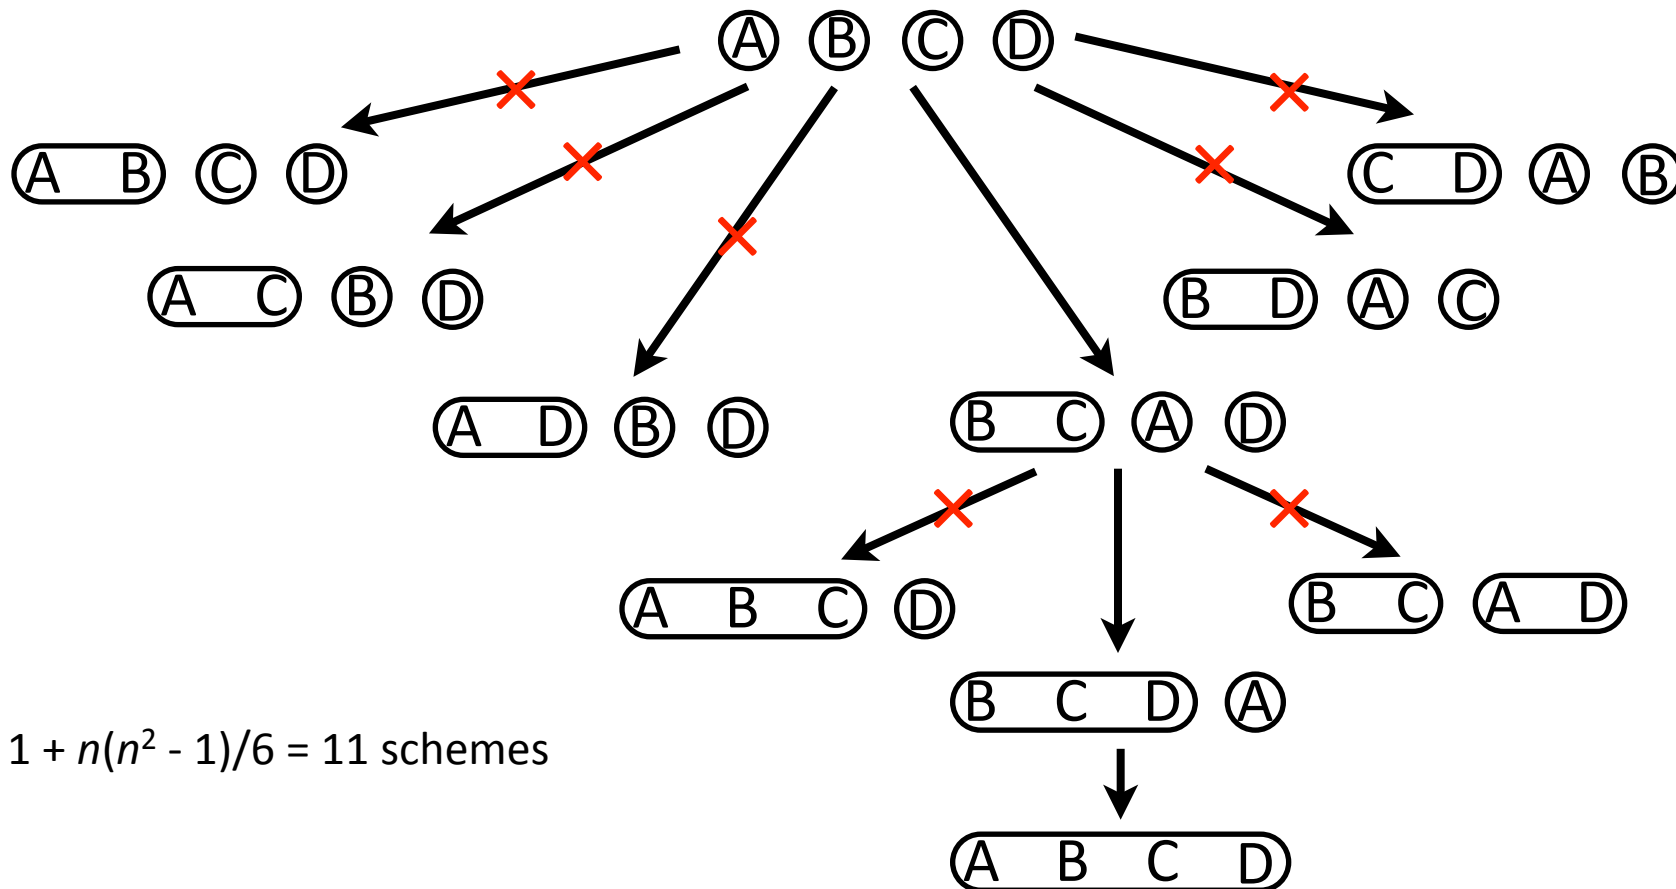 A B C D
A B C D
C D A B
A C B D
B D A C
A D B D
B C A D
A B C D
B C A D
B C D A
1 + n(n² - 1)/6 = 11 schemes
A B C D